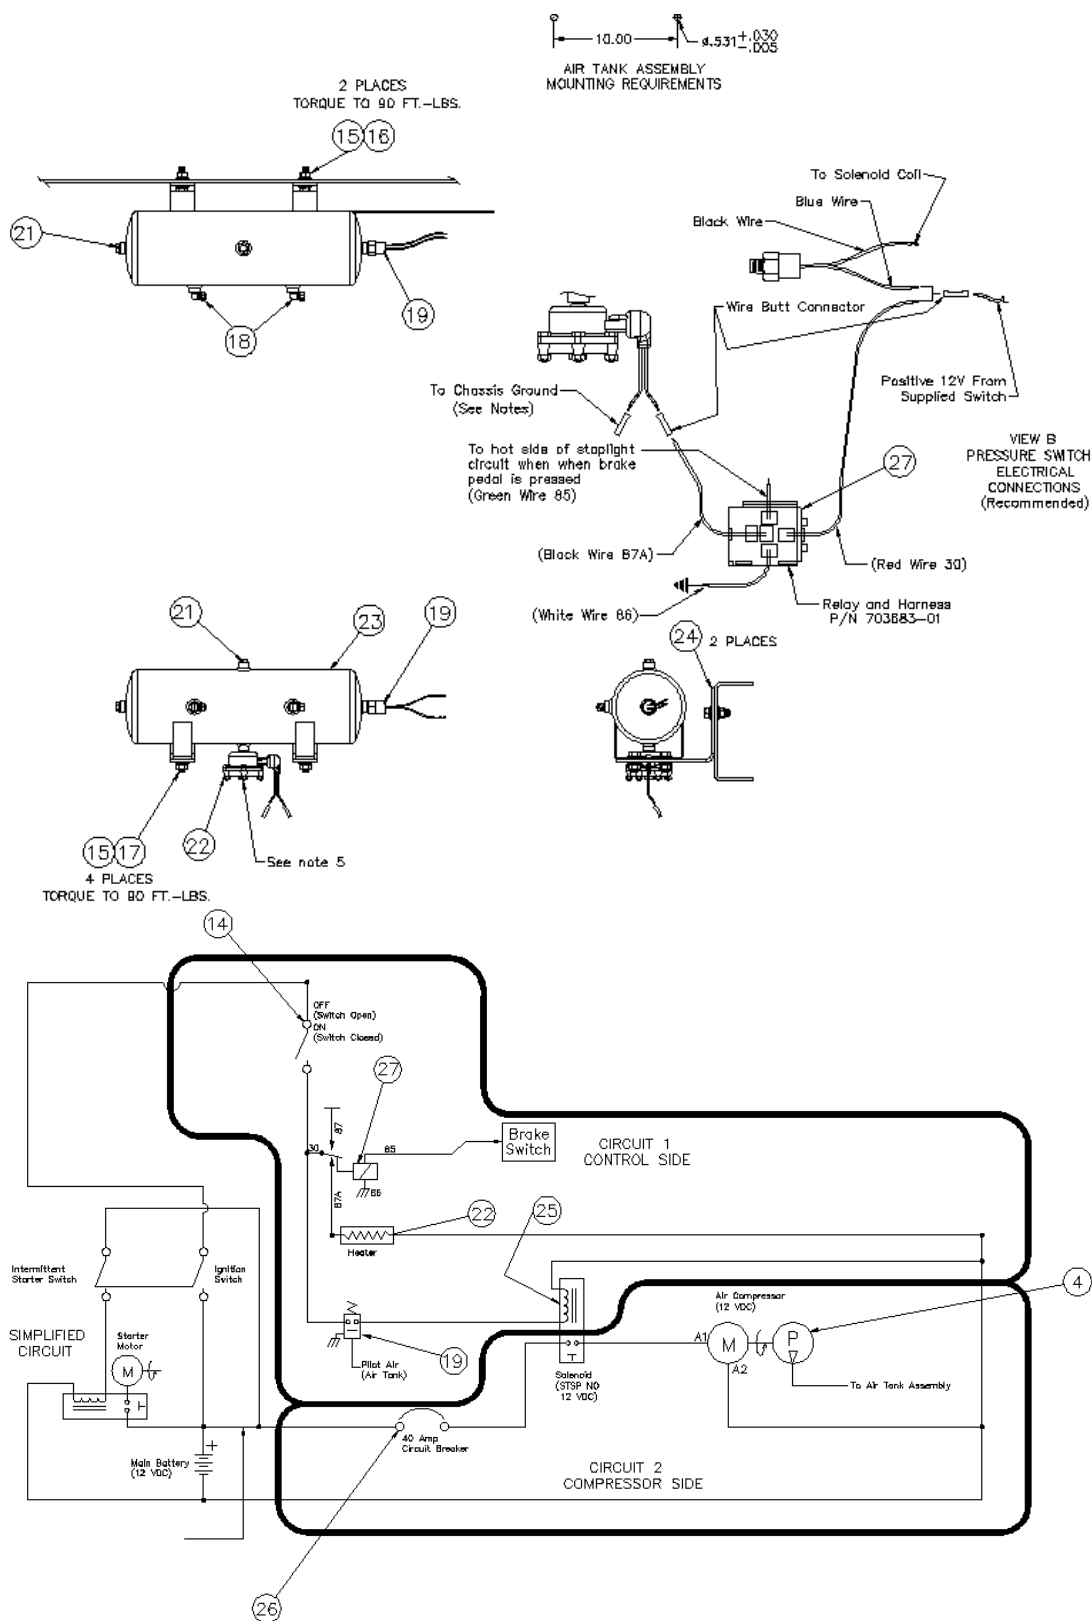 10.00
ø.531 +.030
-.005
AIR TANK ASSEMBLY
MOUNTING REQUIREMENTS
2 PLACES
TORQUE TO 90 FT.-LBS.
15
16
21
19
18
To Solenoid Coil
Blue Wire
Black Wire
Wire Butt Connector
Positive 12V From
Supplied Switch
To Chassis Ground
(See Notes)
To hot side of stoplight
circuit when when brake
pedal is pressed
(Green Wire 85)
27
VIEW B
PRESSURE SWITCH
ELECTRICAL
CONNECTIONS
(Recommended)
(Black Wire 87A)
(Red Wire 30)
(White Wire 86)
Relay and Harness
P/N 703683-01
21
23
19
24
2 PLACES
15
17
22
See note 5
4 PLACES
TORQUE TO 90 FT.-LBS.
14
OFF
(Switch Open)
ON
(Switch Closed)
27
87
30
85
86
87A
Brake
Switch
CIRCUIT 1
CONTROL SIDE
22
25
Heater
Intermittent
Starter Switch
Ignition
Switch
4
Air Compressor
(12 VDC)
SIMPLIFIED
CIRCUIT
Starter
Motor
M
19
Pilot Air
(Air Tank)
A1
M
A2
P
Solenoid
(STSP NO
12 VDC)
To Air Tank Assembly
40 Amp
Circuit Breaker
+
Main Battery
(12 VDC)
CIRCUIT 2
COMPRESSOR SIDE
26